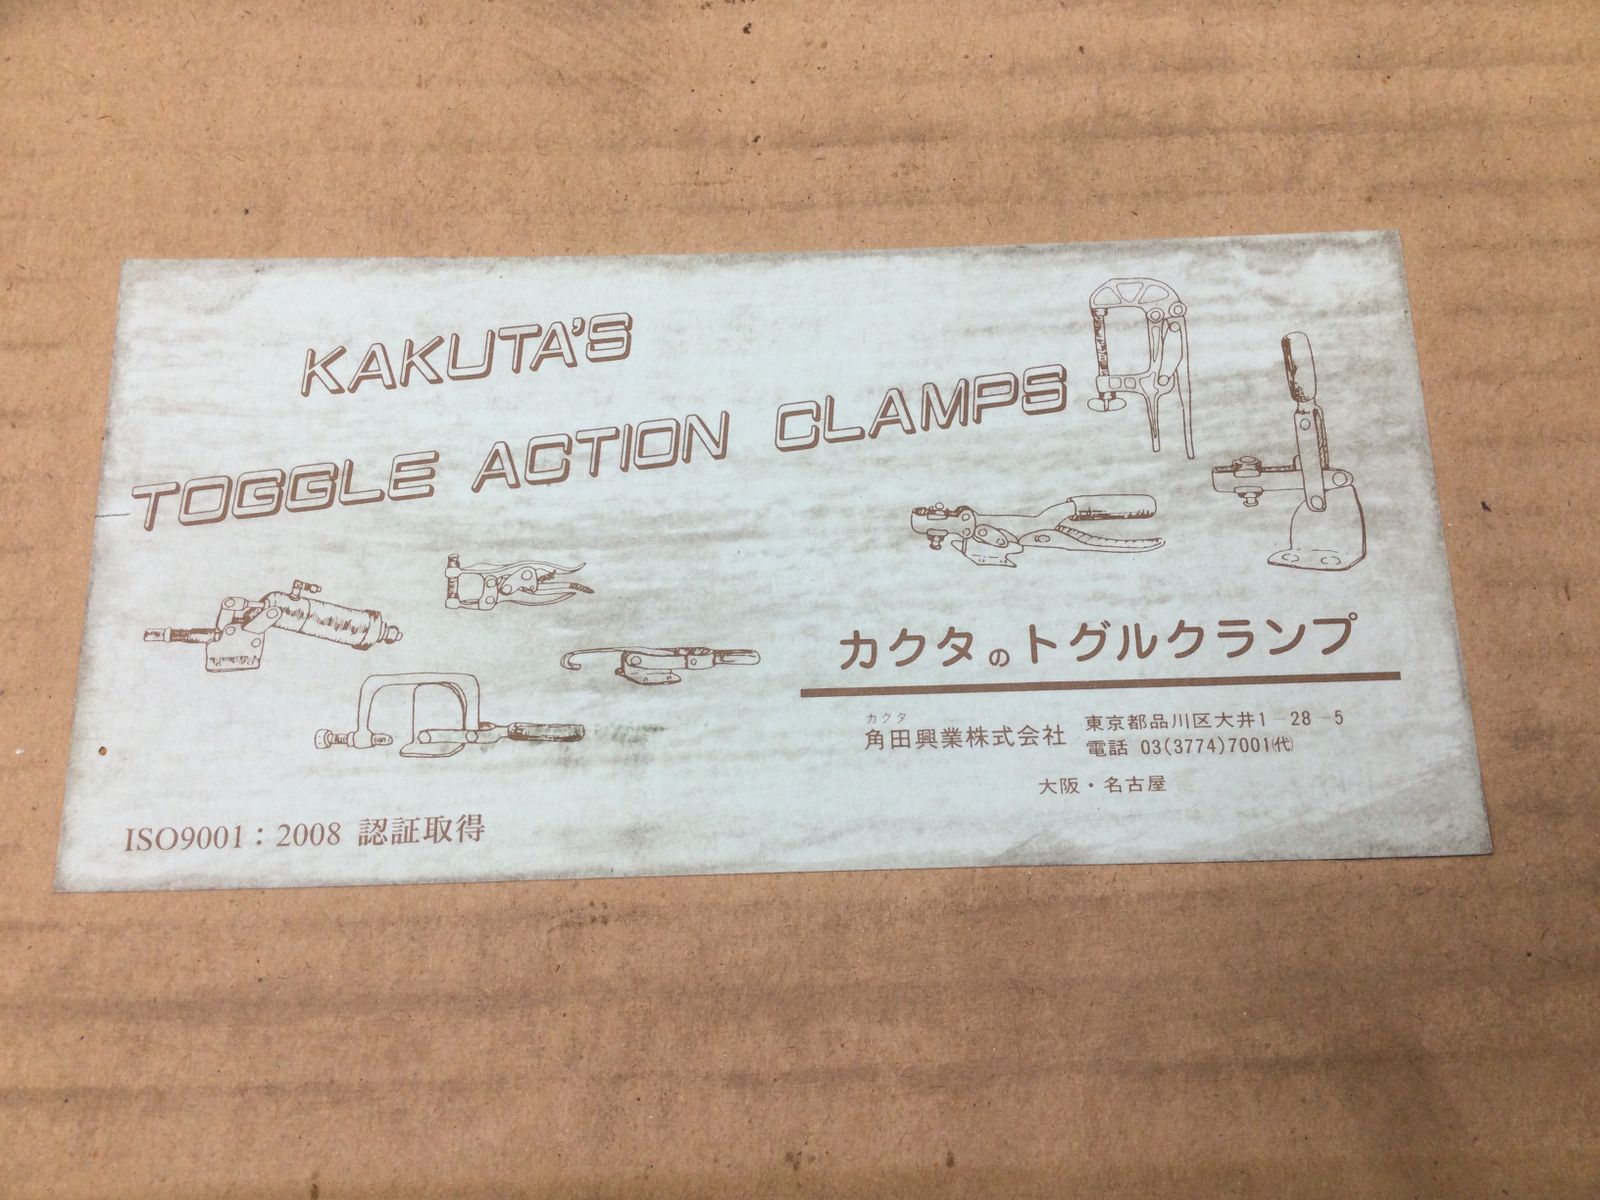 KAKUTA'S
TOGGLE ACTION CLAMPS
カクタのトグルクランプ
カクタ
角田興業株式会社
東京都品川区大井1-28-5
電話 03(3774)7001(代)
大阪・名古屋
ISO9001：2008 認証取得